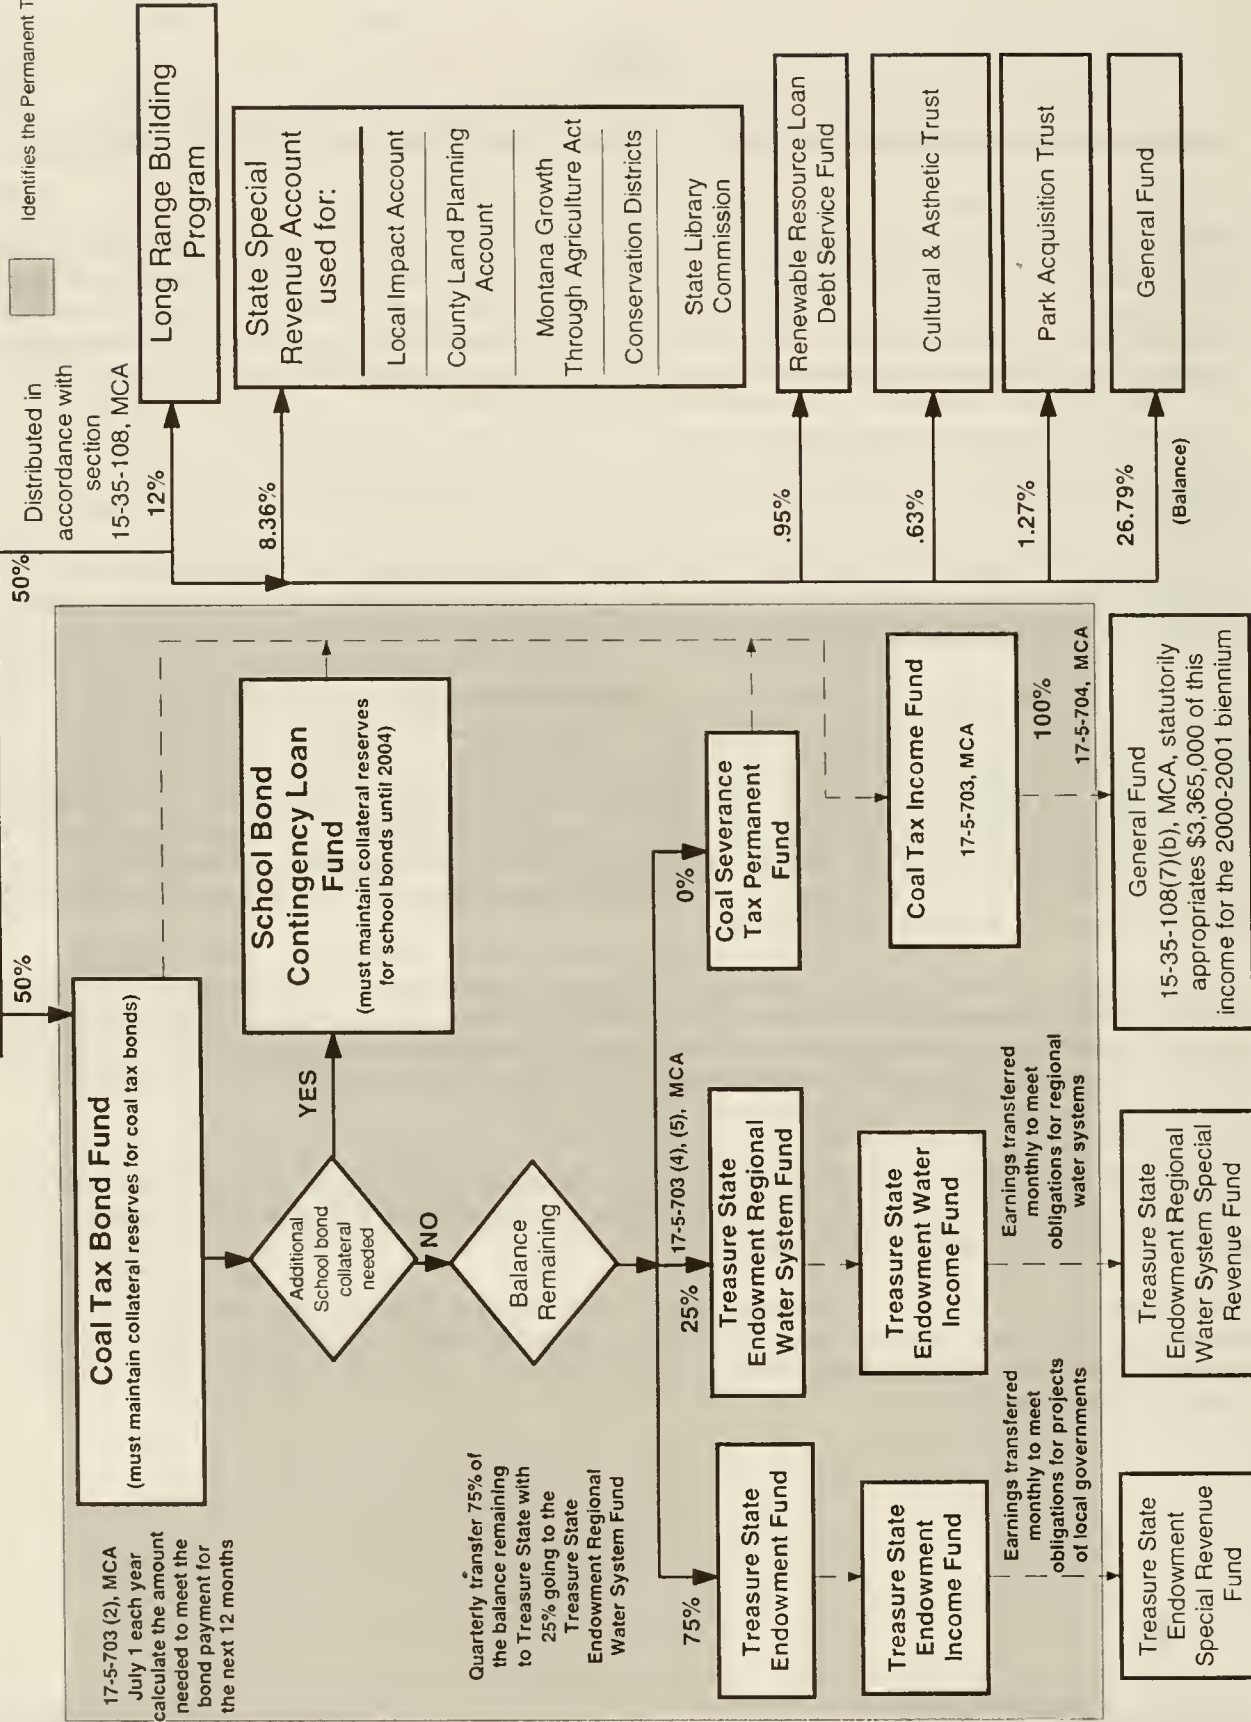 50%
50%
Distributed in
accordance with
section
15-35-108, MCA
Identifies the Permanent
17-5-703 (2), MCA
July 1 each year
calculate the amount
needed to meet the
bond payment for
the next 12 months
Coal Tax Bond Fund
(must maintain collateral reserves for coal tax bonds)
Additional
School bond
collateral
needed
YES
School Bond
Contingency Loan
Fund
(must maintain collateral reserves
for school bonds until 2004)
NO
Balance
Remaining
Quarterly transfer 75% of
the balance remaining
to Treasure State with
25% going to the
Treasure State
Endowment Regional
Water System Fund
75%
25%
17-5-703 (4), (5), MCA
0%
Treasure State
Endowment Fund
Treasure State
Endowment Regional
Water System Fund
Coal Severance
Tax Permanent
Fund
Treasure State
Endowment
Income Fund
Treasure State
Endowment Water
Income Fund
Coal Tax Income Fund
17-5-703, MCA
Earnings transferred
monthly to meet
obligations for projects
of local governments
Earnings transferred
monthly to meet
obligations for regional
water systems
100%
17-5-704, MCA
Treasure State
Endowment
Special Revenue
Fund
Treasure State
Endowment Regional
Water System Special
Revenue Fund
General Fund
15-35-108(7)(b), MCA, statutorily
appropriates $3,365,000 of this
income for the 2000-2001 biennium
12%
Long Range Building
Program
8.36%
State Special
Revenue Account
used for:
Local Impact Account
County Land Planning
Account
Montana Growth
Through Agriculture Act
Conservation Districts
State Library
Commission
.95%
Renewable Resource Loan
Debt Service Fund
.63%
Cultural & Asthetic Trust
1.27%
Park Acquisition Trust
26.79%
(Balance)
General Fund